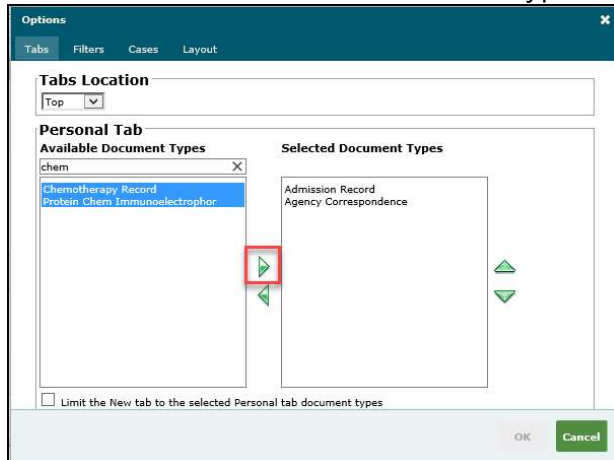 Options
Tabs Filters Cases Layout
Tabs Location
Top
Personal Tab
Available Document Types Selected Document Types
chem
Chemotherapy Record Admission Record
Protein Chem Immunoelectrophor Agency Correspondence
Limit the New tab to the selected Personal tab document types
OK Cancel